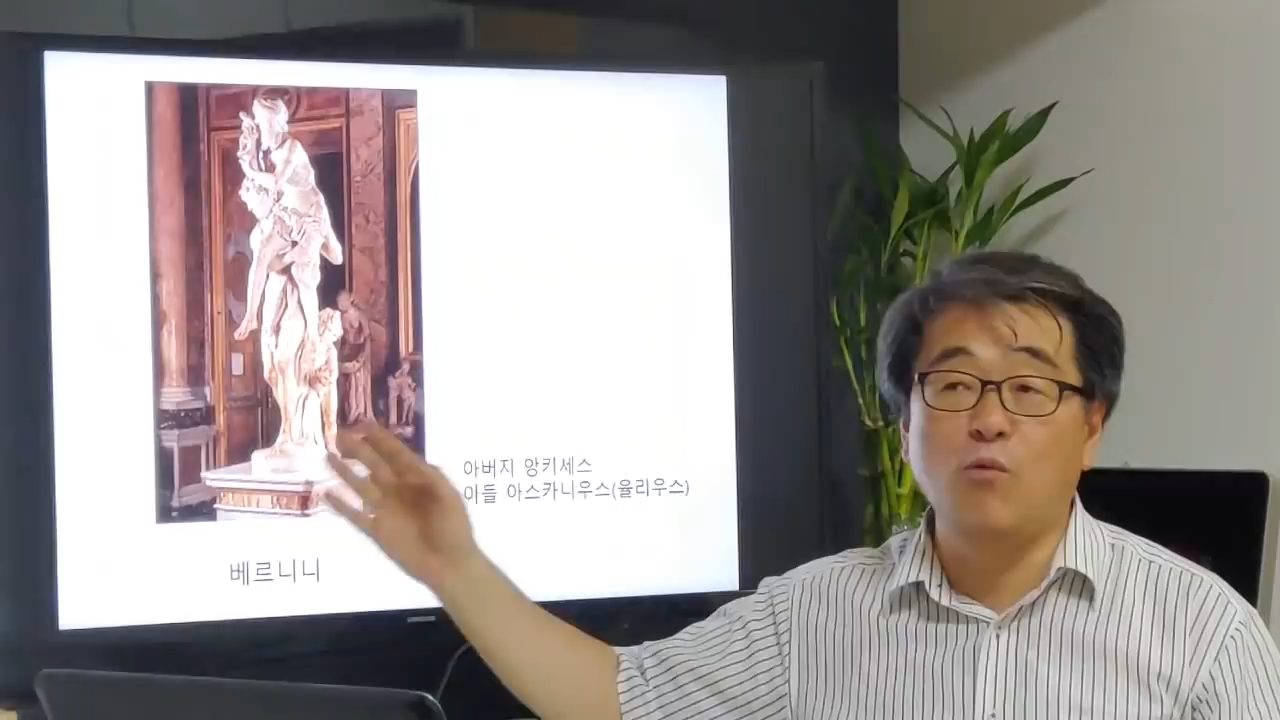 아버지 앙키세스
아들 아스카니우스(율리우스)
베르니니